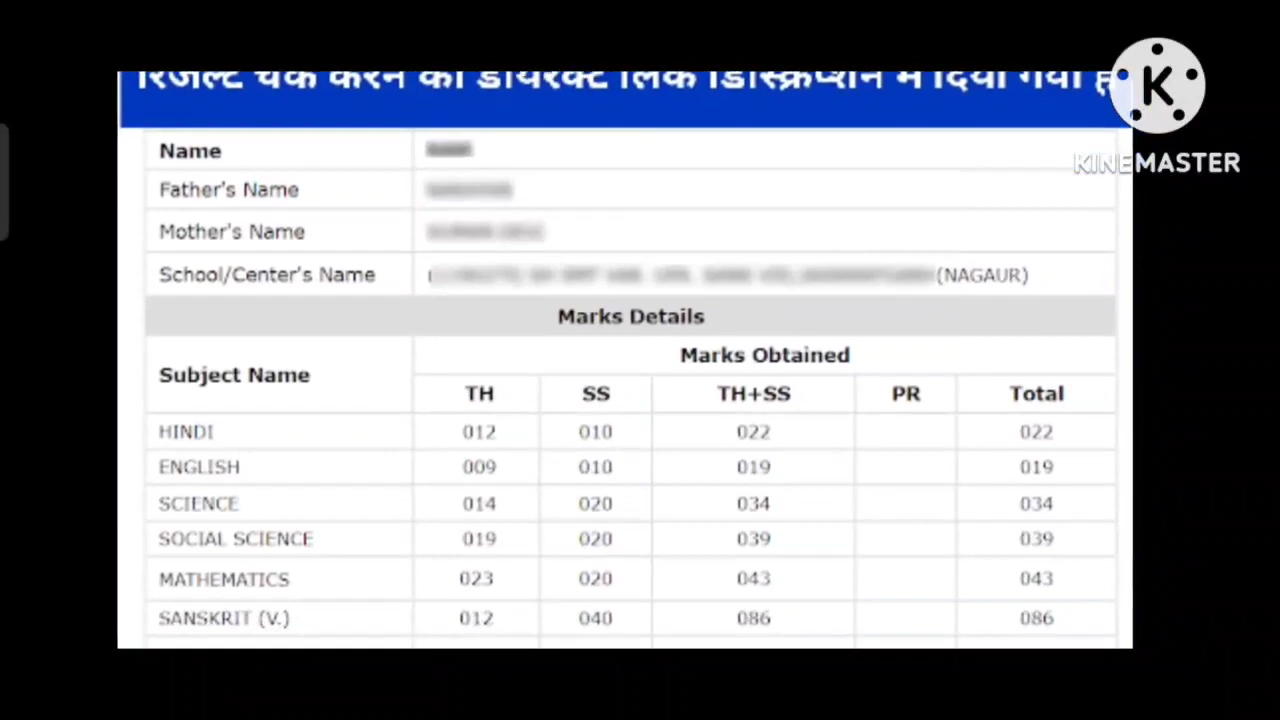 रिजल्ट चेक करने का डायरेक्ट लिंक डिस्क्रिप्शन में दिया गया है
K
KINEMASTER
Name
Father's Name
Mother's Name
School/Center's Name (NAGAUR)
Marks Details
Subject Name Marks Obtained
TH SS TH+SS PR Total
HINDI 012 010 022 022
ENGLISH 009 010 019 019
SCIENCE 014 020 034 034
SOCIAL SCIENCE 019 020 039 039
MATHEMATICS 023 020 043 043
SANSKRIT (V.) 012 040 086 086